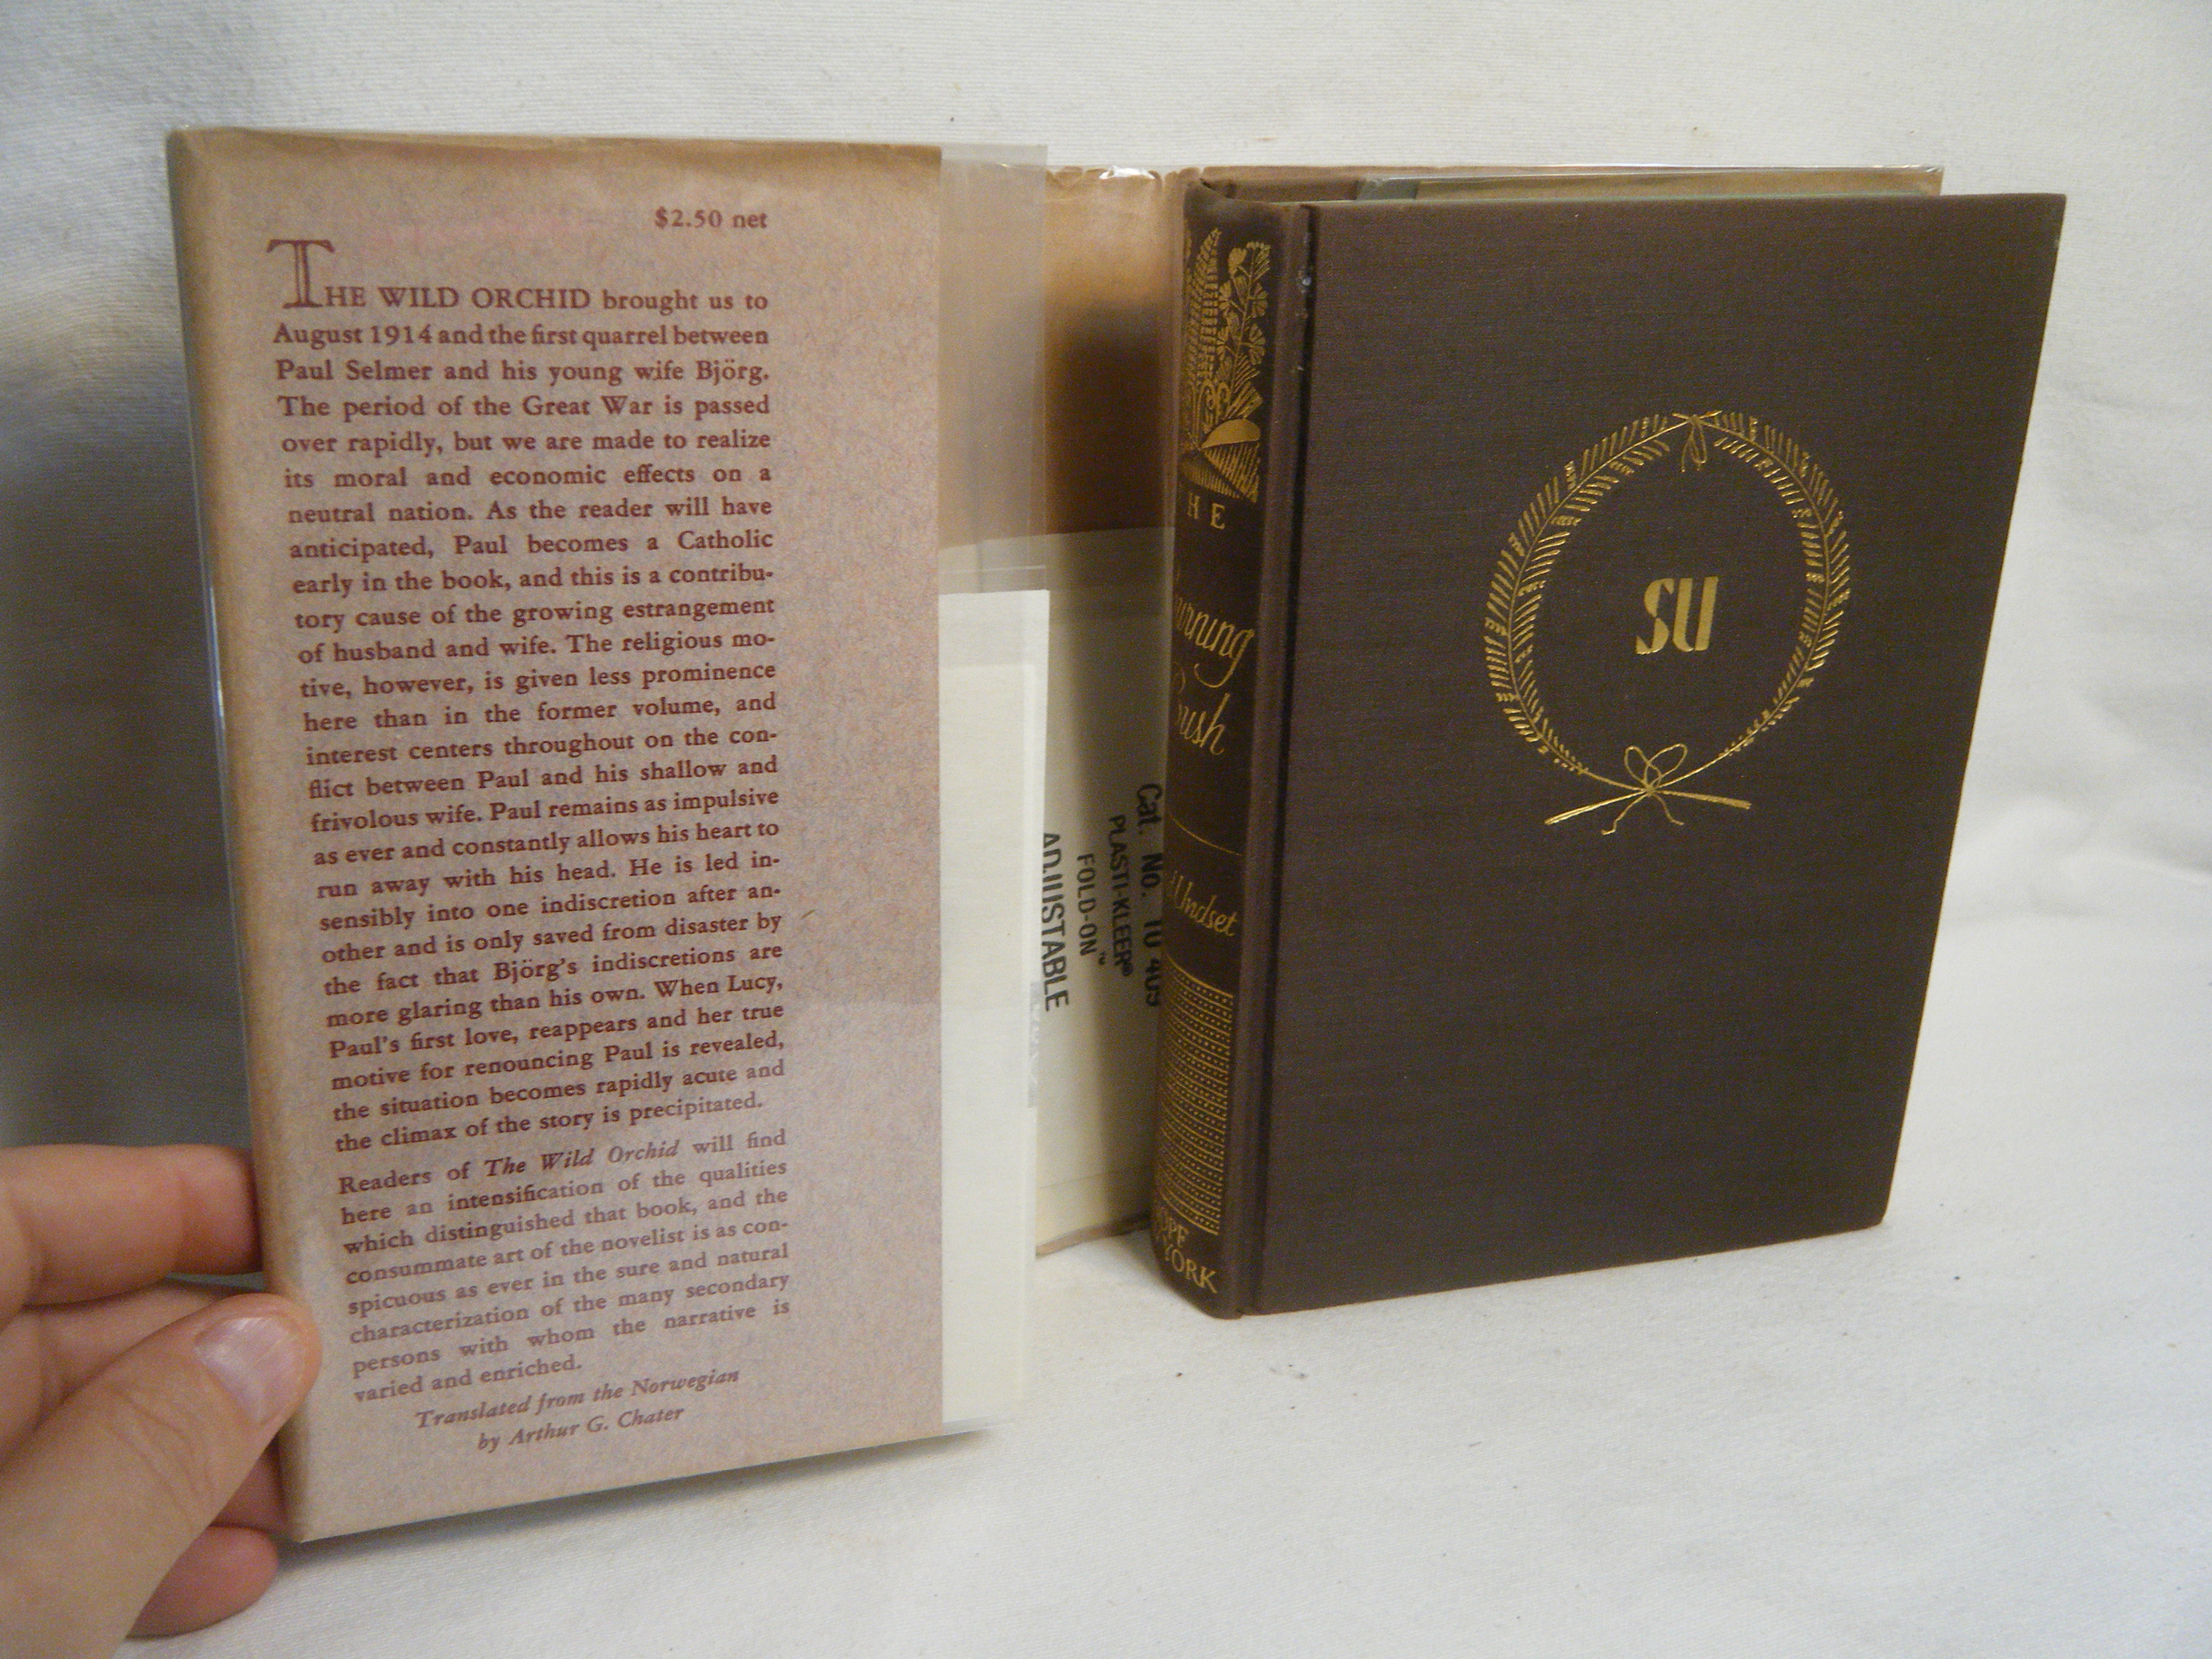 $2.50 net
THE WILD ORCHID brought us to
August 1914 and the first quarrel between
Paul Selmer and his young wife Björg.
The period of the Great War is passed
over rapidly, but we are made to realize
its moral and economic effects on a
neutral nation. As the reader will have
anticipated, Paul becomes a Catholic
early in the book, and this is a contribu-
tory cause of the growing estrangement
of husband and wife. The religious mo-
tive, however, is given less prominence
here than in the former volume, and
interest centers throughout on the con-
flict between Paul and his shallow and
frivolous wife. Paul remains as impulsive
as ever and constantly allows his heart to
run away with his head. He is led in-
sensibly into one indiscretion after an-
other and is only saved from disaster by
the fact that Björg's indiscretions are
more glaring than his own. When Lucy,
Paul's first love, reappears and her true
motive for renouncing Paul is revealed,
the situation becomes rapidly acute and
the climax of the story is precipitated.
Readers of The Wild Orchid will find
here an intensification of the qualities
which distinguished that book, and the
consummate art of the novelist is as con-
spicuous as ever in the sure and natural
characterization of the many secondary
persons with whom the narrative is
varied and enriched.
Translated from the Norwegian
by Arthur G. Chater
Cat. No. 10 409
PLASTI-KLEER®
FOLD-ON™
ADJUSTABLE
HE
urning
ush
Undset
OPF
YORK
SU